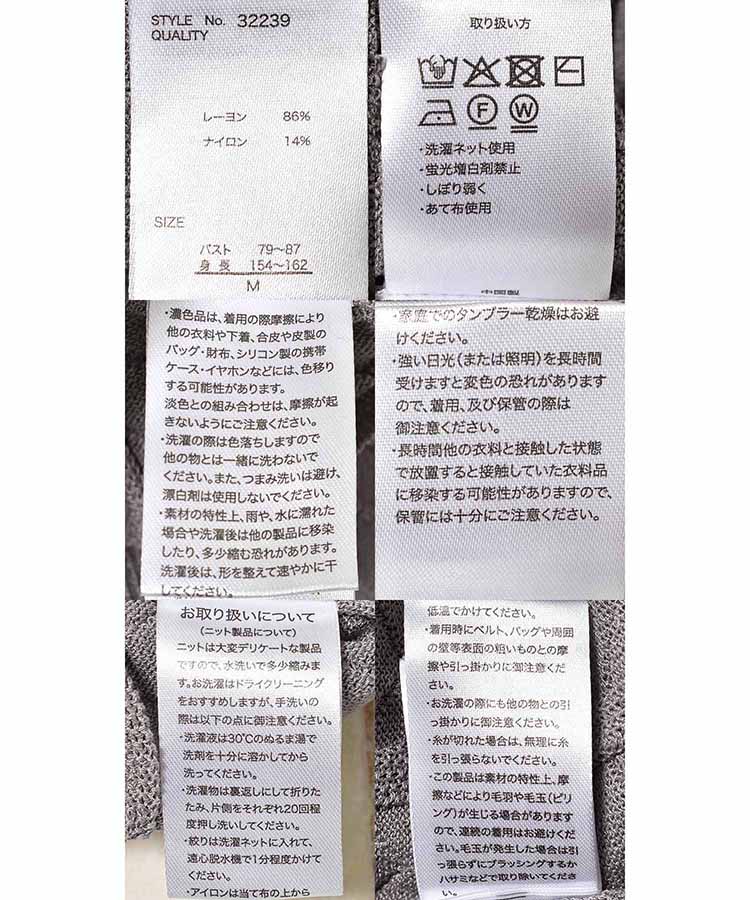 STYLE No. 32239
QUALITY
レーヨン 86%
ナイロン 14%
SIZE
バスト 79〜87
身長 154〜162
M
取り扱い方
F W
・洗濯ネット使用
・蛍光増白剤禁止
・しぼり弱く
・あて布使用
中国製
・濃色品は、着用の際摩擦により
他の衣料や下着、合皮や皮製の
バッグ・財布、シリコン製の携帯
ケース・イヤホンなどには、色移り
する可能性があります。
淡色との組み合わせは、摩擦が起
きないようにご注意ください。
・洗濯の際は色落ちしますので
他の物とは一緒に洗わないで
ください。また、つまみ洗いは避け、
漂白剤は使用しないでください。
・素材の特性上、雨や、水に濡れた
場合や洗濯後は他の製品に移染
したり、多少縮む恐れがあります。
洗濯後は、形を整えて速やかに干
してください。
・家庭でのタンブラー乾燥はお避
けください。
・強い日光(または照明)を長時間
受けますと変色の恐れがあります
ので、着用、及び保管の際は
御注意ください。
・長時間他の衣料と接触した状態
で放置すると接触していた衣料品
に移染する可能性がありますので、
保管には十分にご注意ください。
お取り扱いについて
(ニット製品について)
ニットは大変デリケートな製品
ですので、水洗いで多少縮みま
す。お洗濯はドライクリーニング
をおすすめしますが、手洗いの
際は以下の点に御注意ください。
・洗濯液は30℃のぬるま湯で
洗剤を十分に溶かしてから
洗ってください。
・洗濯物は裏返しにして折りた
たみ、片側をそれぞれ20回程
度押し洗いしてください。
・絞りは洗濯ネットに入れて、
遠心脱水機で1分程度かけて
ください。
・アイロンは当て布の上から
低温でかけてください。
・着用時にベルト、バッグや周囲
の壁等表面の粗いものとの摩
擦や引っ掛かりに御注意くださ
い。
・お洗濯の際にも他の物との引
っ掛かりに御注意ください。
・糸が切れた場合は、無理に糸
を引っ張らないでください。
・この製品は素材の特性上、摩
擦などにより毛羽や毛玉(ピリ
ング)が生じる場合があります
ので、連続の着用はお避けくだ
さい。毛玉が発生した場合は引
っ張らずにブラッシングするか
ハサミなどで取り除いてくださ
い。